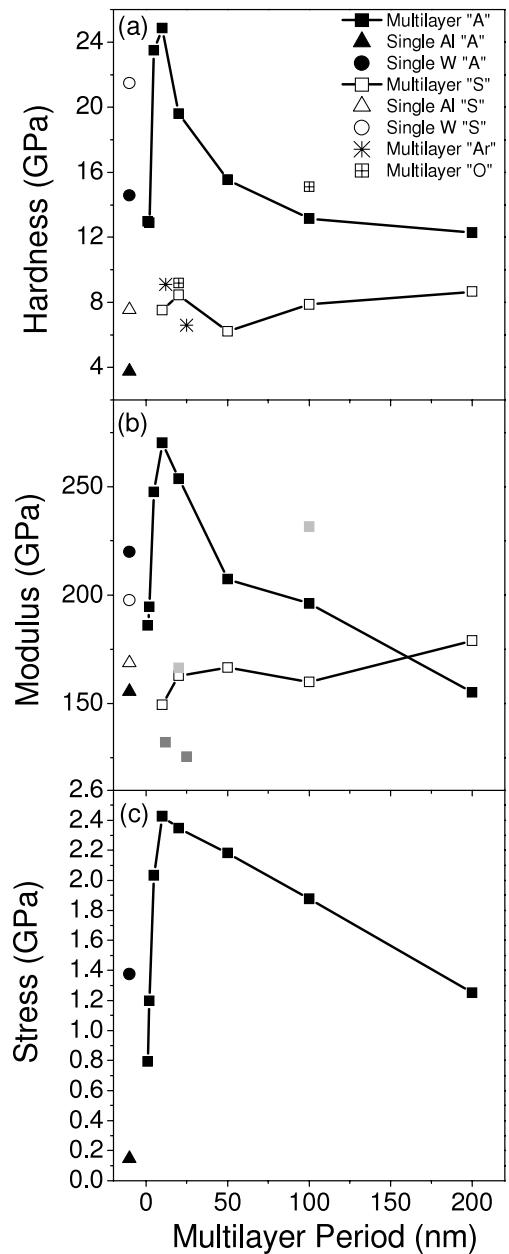 (a)
Multilayer "A"
Single Al "A"
Single W "A"
Multilayer "S"
Single Al "S"
Single W "S"
Multilayer "Ar"
Multilayer "O"
24
20
16
12
8
4
Hardness (GPa)
(b)
250
200
150
Modulus (GPa)
(c)
2.6
2.4
2.2
2.0
1.8
1.6
1.4
1.2
1.0
0.8
0.6
0.4
0.2
0.0
Stress (GPa)
0 50 100 150 200
Multilayer Period (nm)